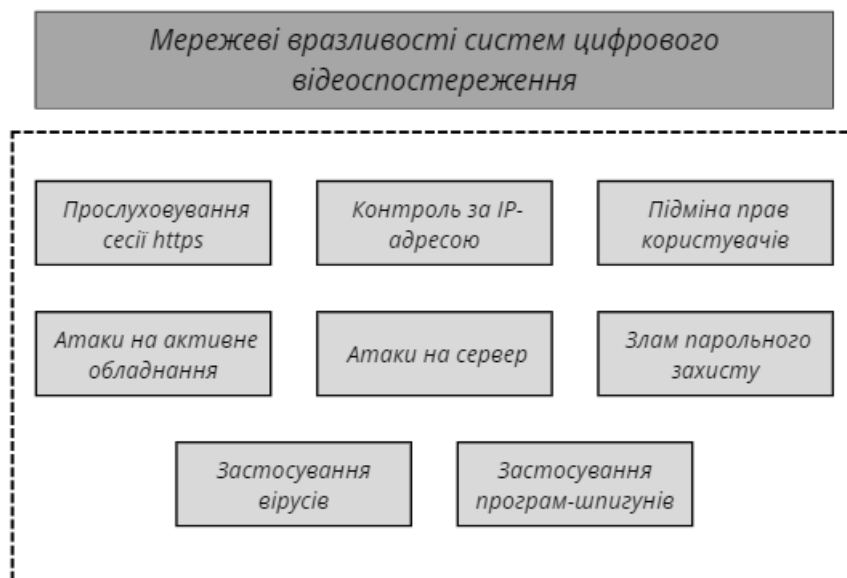 Мережеві вразливості систем цифрового
відеоспостереження
Прослуховування
сесії https
Контроль за IP-
адресою
Підміна прав
користувачів
Атаки на активне
обладнання
Атаки на сервер
Злам парольного
захисту
Застосування
вірусів
Застосування
програм-шпигунів